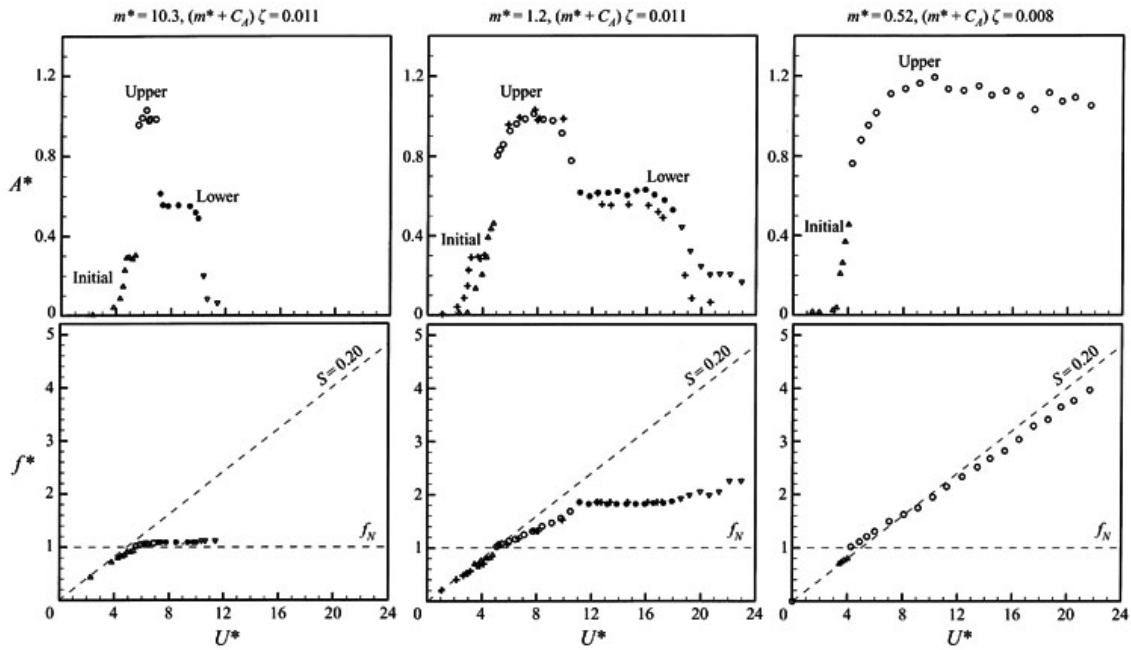 m* = 10.3, (m* + C_A) ζ = 0.011
m* = 1.2, (m* + C_A) ζ = 0.011
m* = 0.52, (m* + C_A) ζ = 0.008
A*
1.2
0.8
0.4
0
Upper
Lower
Initial
Upper
Lower
Initial
Upper
Initial
f*
5
4
3
2
1
S = 0.20
f_N
S = 0.20
f_N
S = 0.20
f_N
0 4 8 12 16 20 24
0 4 8 12 16 20 24
0 4 8 12 16 20 24
U*
U*
U*